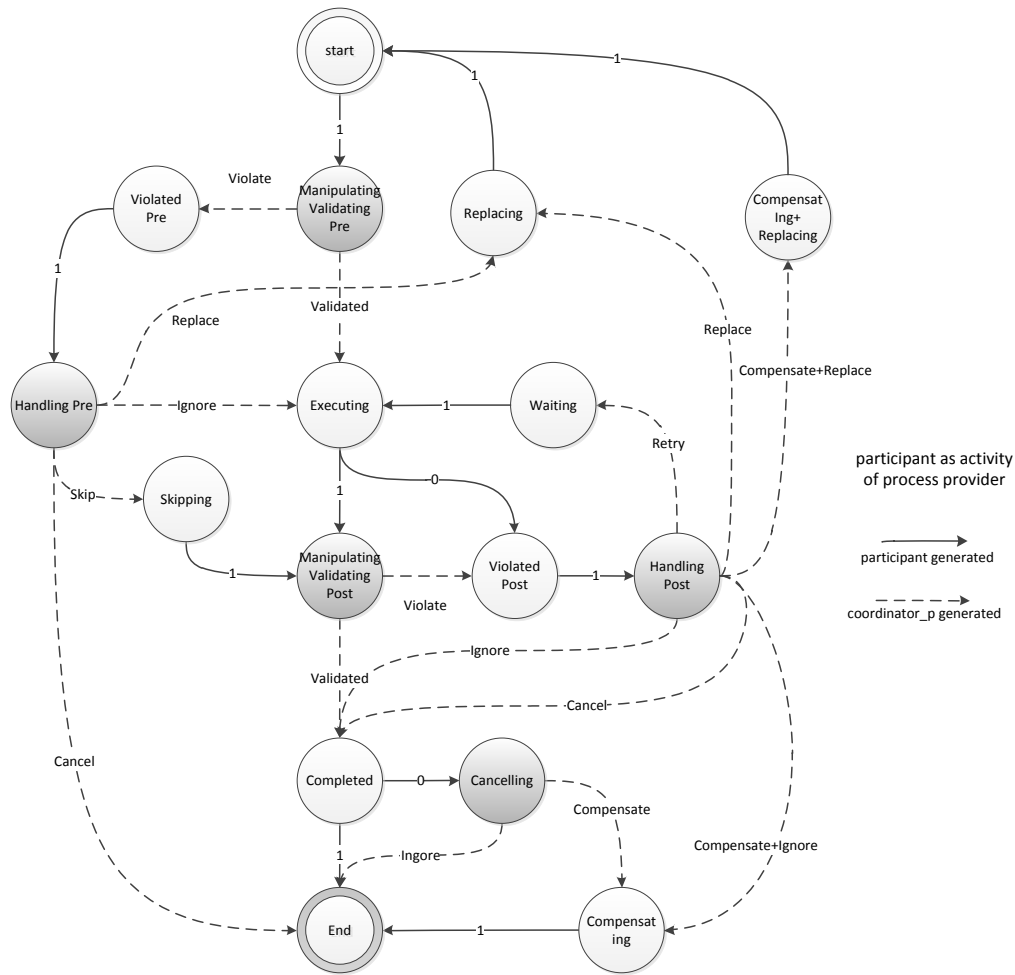 start
1
1
1
Violate
Manipulating
Validating
Pre
Violated
Pre
Replacing
Compensat
Ing+
Replacing
1
Validated
Replace
Replace
Compensate+Replace
Handling Pre
Ignore
Executing
1
Waiting
Retry
participant as activity
of process provider
Skip
Skipping
1
0
participant generated
1
Manipulating
Validating
Post
Violate
Violated
Post
1
Handling
Post
coordinator_p generated
Ignore
Validated
Cancel
Cancel
Completed
0
Cancelling
Compensate
1
Ingore
Compensate+Ignore
End
1
Compensat
ing